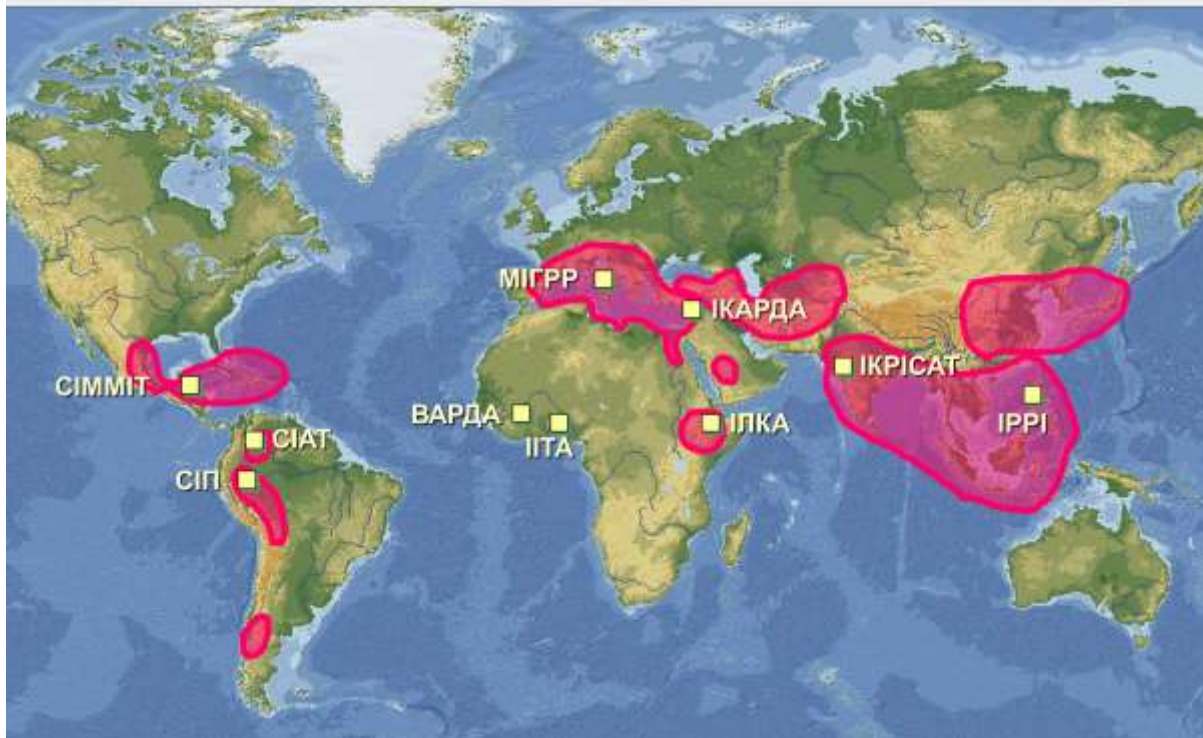 МІГРР
ІКАРДА
ІКРІСАТ
СІММІТ
ІРРІ
ВАРДА
ІЛКА
ІІТА
СІАТ
СІП